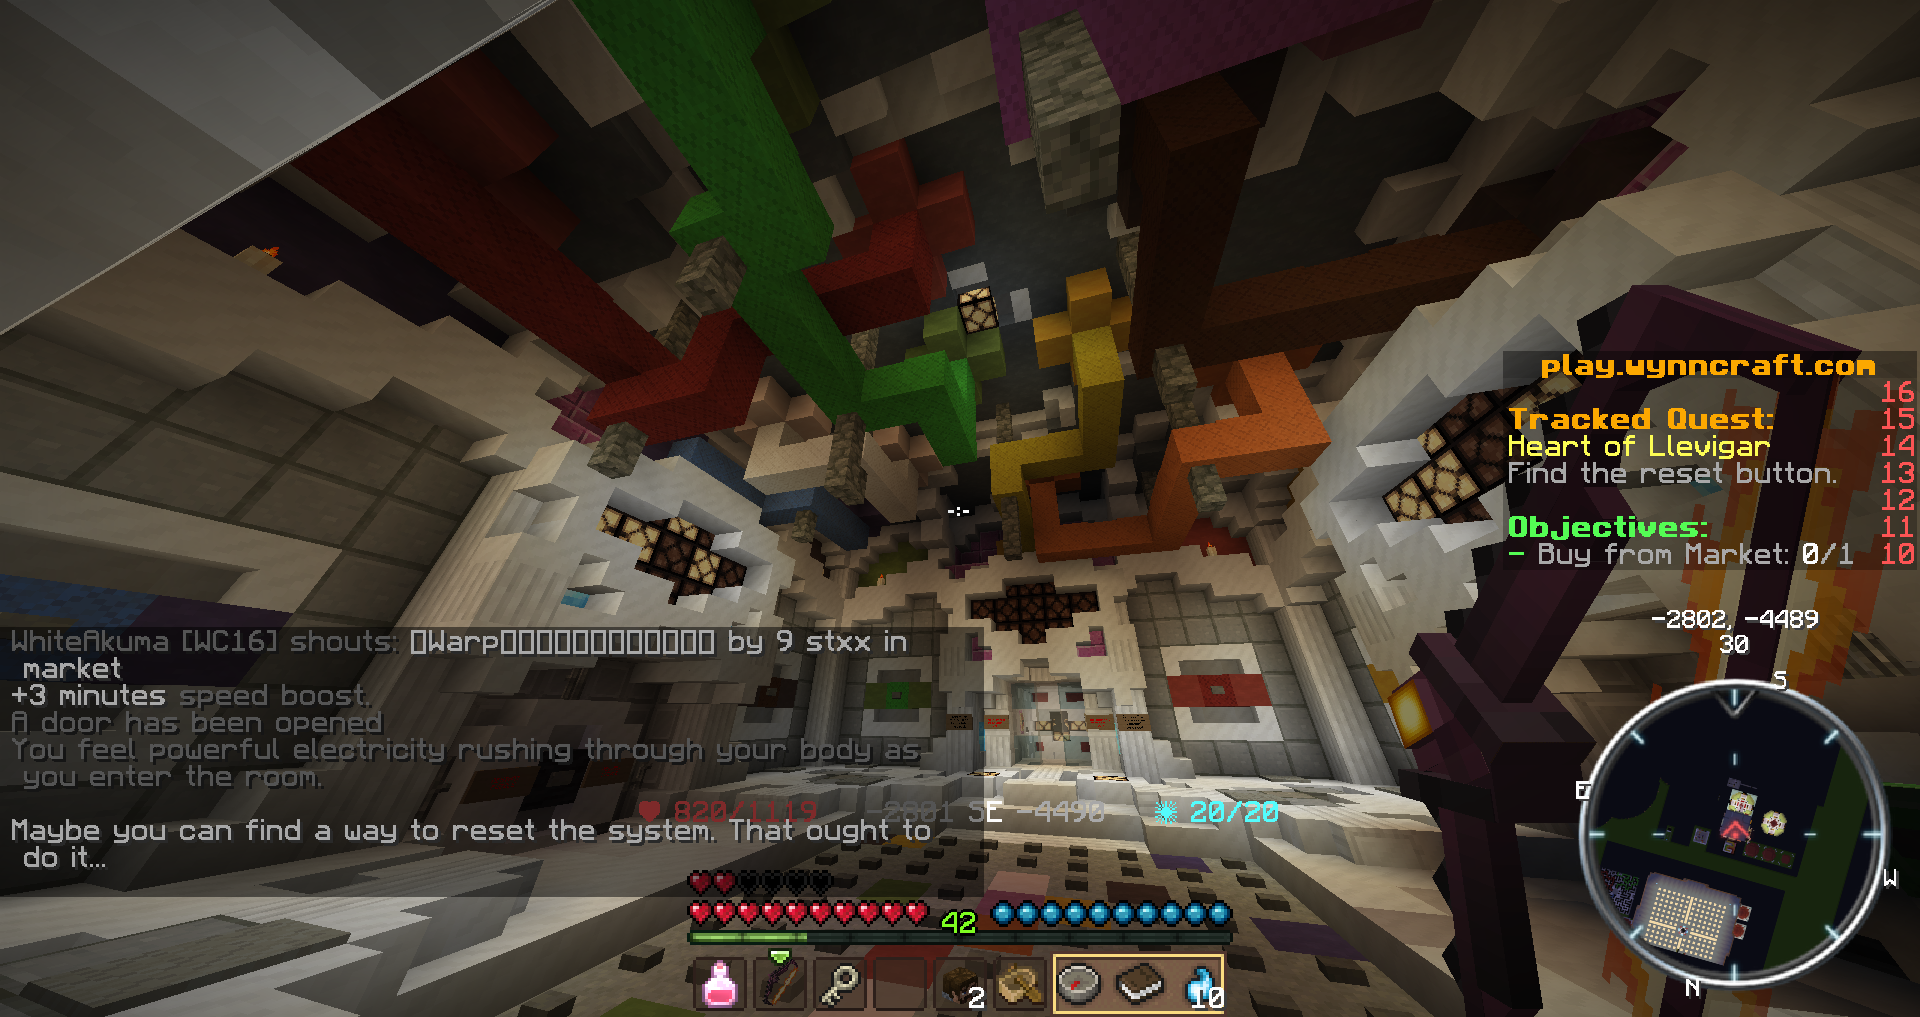 play.wynncraft.com
16
Tracked Quest: 15
Heart of Llevigar 14
Find the reset button. 13
12
Objectives: 11
- Buy from Market: 0/1 10
-2802, -4489
30
S
E
W
N
WhiteAkuma [WC16] shouts: ▯Warp▯▯▯▯▯▯▯▯▯▯▯▯▯ by 9 stxx in
market
+3 minutes speed boost.
A door has been opened
You feel powerful electricity rushing through your body as
you enter the room.
820/1119 -2801 SE -4490 20/20
Maybe you can find a way to reset the system. That ought to
do it...
42
2 10